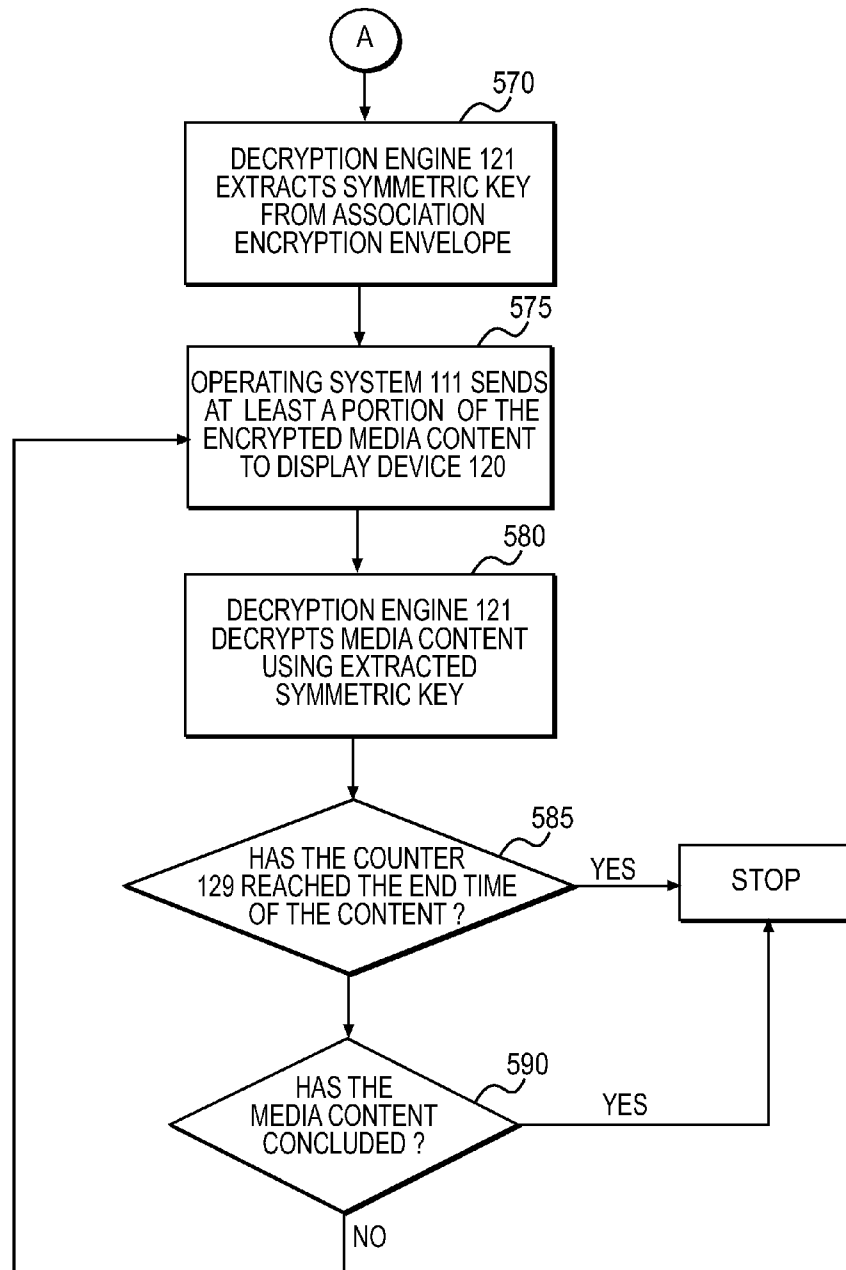 A
570
DECRYPTION ENGINE 121
EXTRACTS SYMMETRIC KEY
FROM ASSOCIATION
ENCRYPTION ENVELOPE
575
OPERATING SYSTEM 111 SENDS
AT LEAST A PORTION OF THE
ENCRYPTED MEDIA CONTENT
TO DISPLAY DEVICE 120
580
DECRYPTION ENGINE 121
DECRYPTS MEDIA CONTENT
USING EXTRACTED
SYMMETRIC KEY
585
HAS THE COUNTER
129 REACHED THE END TIME
OF THE CONTENT ?
YES
STOP
590
HAS THE
MEDIA CONTENT
CONCLUDED ?
YES
NO